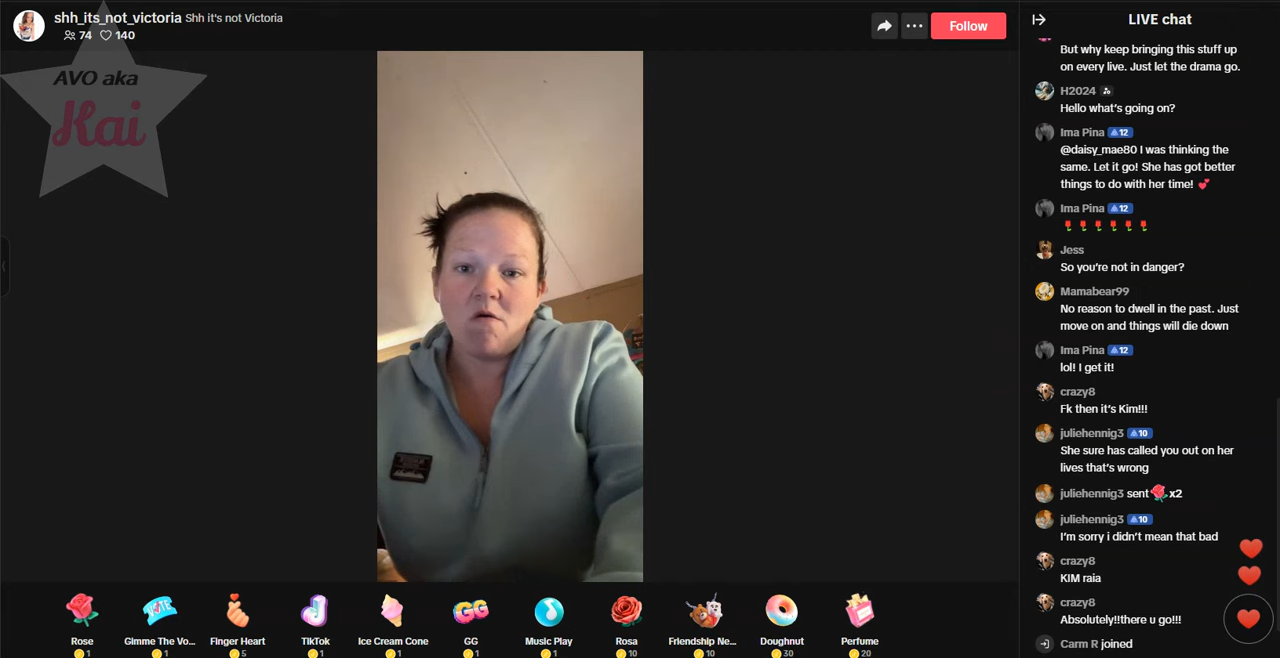 shh_its_not_victoria Shh it's not Victoria
74 140
Follow
AVO aka
Kai
LIVE chat
But why keep bringing this stuff up
on every live. Just let the drama go.
H2024
Hello what's going on?
Ima Pina 12
@daisy_mae80 I was thinking the
same. Let it go! She has got better
things to do with her time! 💕
Ima Pina 12
🌹🌹🌹🌹🌹🌹
Jess
So you're not in danger?
Mamabear99
No reason to dwell in the past. Just
move on and things will die down
Ima Pina 12
lol! I get it!
crazy8
Fk then it's Kim!!!
juliehennig3 10
She sure has called you out on her
lives that's wrong
juliehennig3 sent 🌹x2
juliehennig3 10
I'm sorry i didn't mean that bad
crazy8
KIM raia
crazy8
Absolutely!!there u go!!!
Carm R joined
Rose Gimme The Vo... Finger Heart TikTok Ice Cream Cone GG Music Play Rosa Friendship Ne... Doughnut Perfume
1 1 5 1 1 1 1 10 10 30 20